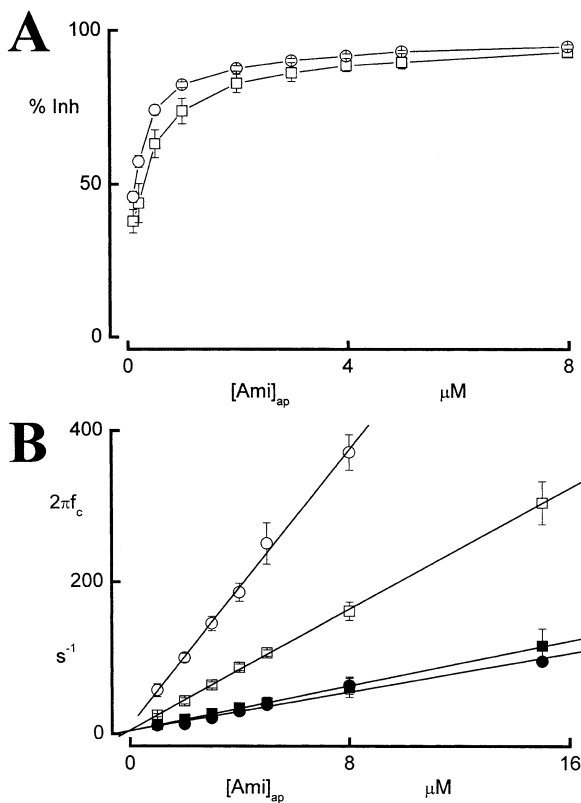 A
100
% Inh
50
0
0 4 8
[Ami]ap µM
B
400
2πfc
200
s-1
0
0 8 16
[Ami]ap µM